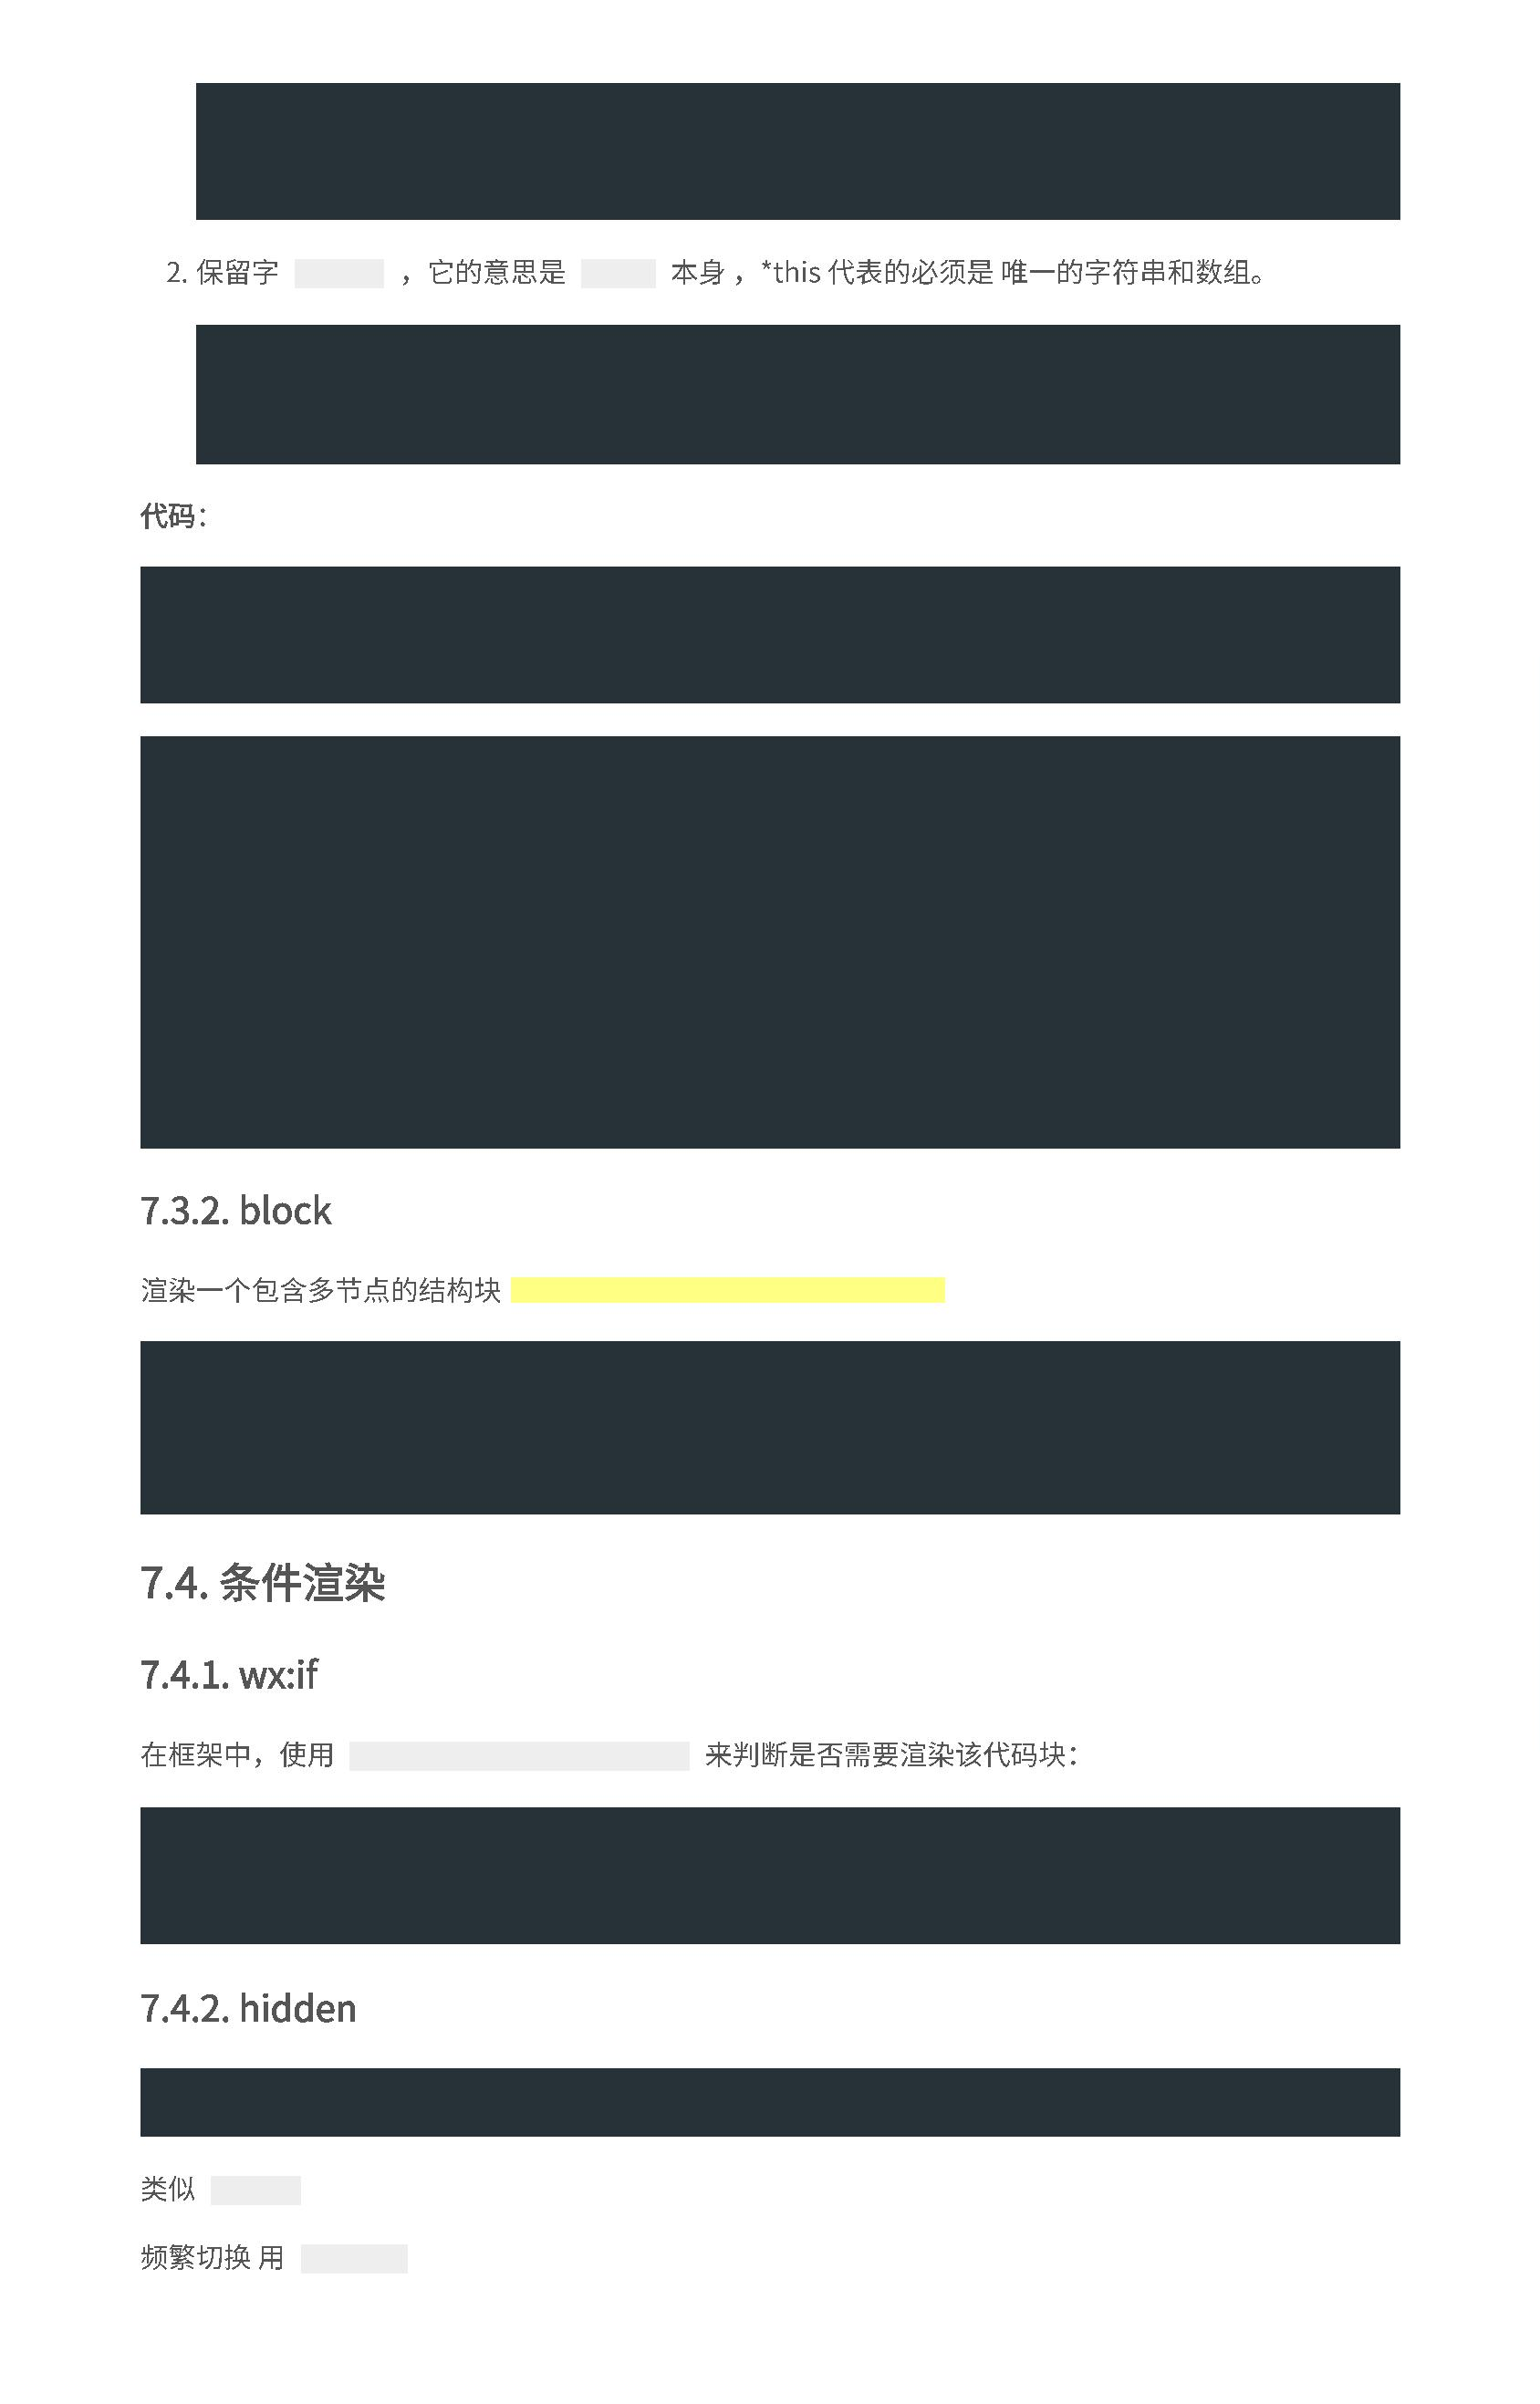 2. 保留字 ，它的意思是 本身 ，*this 代表的必须是 唯一的字符串和数组。
代码：
7.3.2. block
渲染一个包含多节点的结构块
7.4. 条件渲染
7.4.1. wx:if
在框架中，使用 来判断是否需要渲染该代码块：
7.4.2. hidden
类似
频繁切换 用